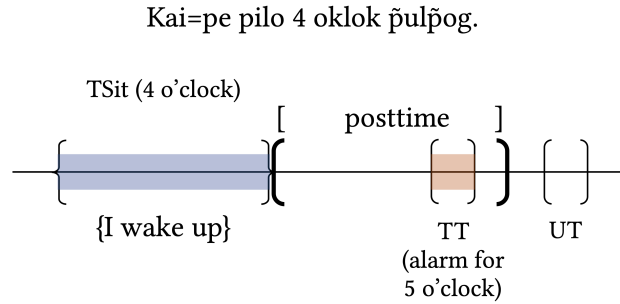 Kai=pe pilo 4 oklok p̃ulp̃og.
TSit (4 o’clock)
[ posttime ]
{I wake up}
TT
(alarm for
5 o’clock)
UT